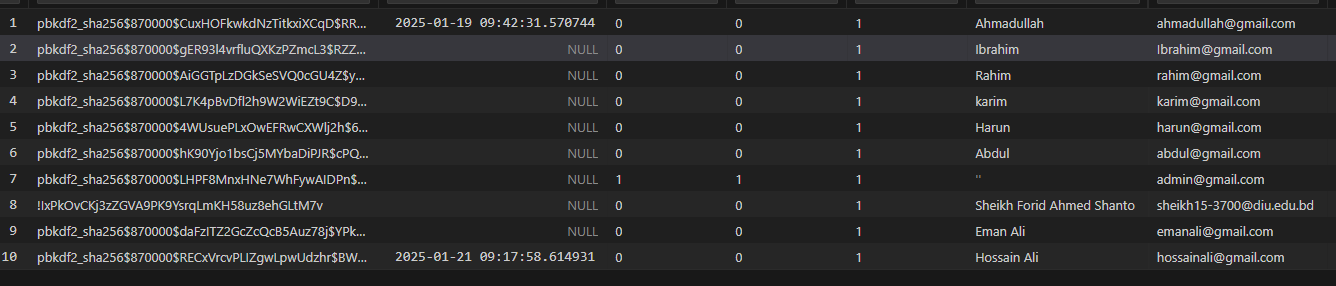 1 pbkdf2_sha256$870000$CuxHOFkwkdNzTitkxiXCqD$RR... 2025-01-19 09:42:31.570744 0 0 1 Ahmadullah ahmadullah@gmail.com
2 pbkdf2_sha256$870000$gER93l4vrfluQXKzPZmcL3$RZZ... NULL 0 0 1 Ibrahim Ibrahim@gmail.com
3 pbkdf2_sha256$870000$AiGGTpLzDGkSeSVQ0cGU4Z$y... NULL 0 0 1 Rahim rahim@gmail.com
4 pbkdf2_sha256$870000$L7K4pBvDfl2h9W2WiEZt9C$D9... NULL 0 0 1 karim karim@gmail.com
5 pbkdf2_sha256$870000$4WUsuePLxOwEFRwCXWlj2h$6... NULL 0 0 1 Harun harun@gmail.com
6 pbkdf2_sha256$870000$hK90Yjo1bsCj5MYbaDiPJR$cPQ... NULL 0 0 1 Abdul abdul@gmail.com
7 pbkdf2_sha256$870000$LHPF8MnxHNe7WhFywAIDPn$... NULL 1 1 1 '' admin@gmail.com
8 !IxPkOvCKj3zZGVA9PK9YsrqLmKH58uz8ehGLtM7v NULL 0 0 1 Sheikh Forid Ahmed Shanto sheikh15-3700@diu.edu.bd
9 pbkdf2_sha256$870000$daFzITZ2GcZcQcB5Auz78j$YPk... NULL 0 0 1 Eman Ali emanali@gmail.com
10 pbkdf2_sha256$870000$RECxVrcvPLIZgwLpwUdzhr$BW... 2025-01-21 09:17:58.614931 0 0 1 Hossain Ali hossainali@gmail.com